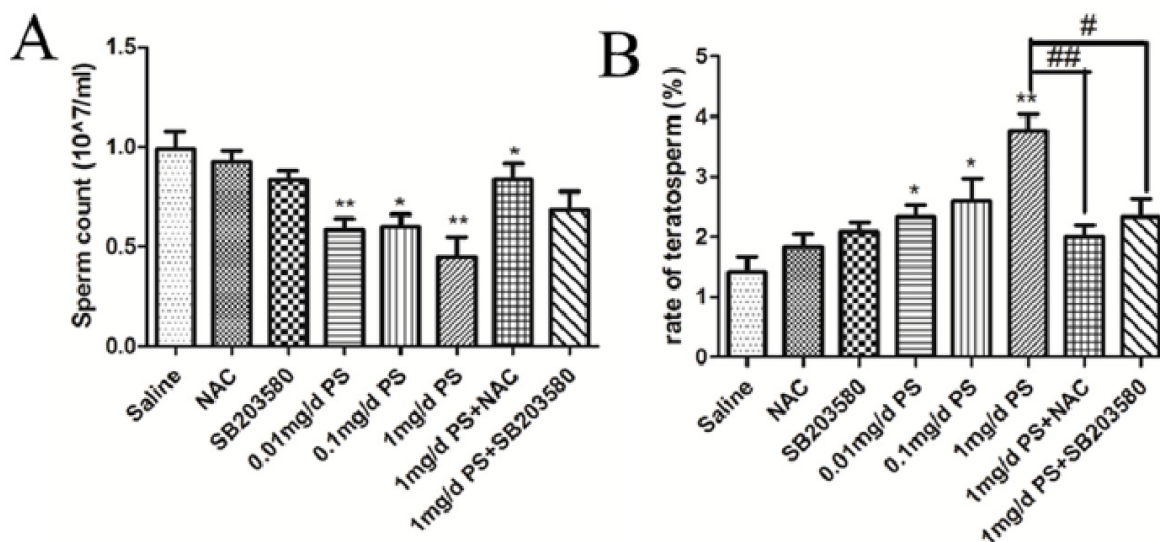 A
Sperm count (10^7/ml)
1.5
1.0
0.5
0.0
**
*
**
*
Saline
NAC
SB203580
0.01mg/d PS
0.1mg/d PS
1mg/d PS
1mg/d PS+NAC
1mg/d PS+SB203580
B
rate of teratosperm (%)
5
4
3
2
1
0
*
*
**
##
#
Saline
NAC
SB203580
0.01mg/d PS
0.1mg/d PS
1mg/d PS
1mg/d PS+NAC
1mg/d PS+SB203580